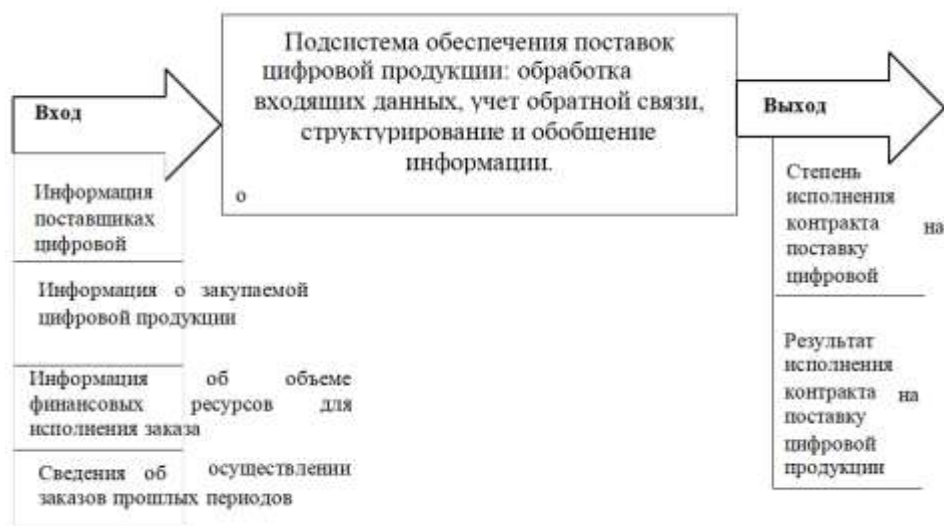 Вход
Подсистема обеспечения поставок
цифровой продукции: обработка
входящих данных, учет обратной связи,
структурирование и обобщение
информации.
Выход
Информация о
поставщиках
цифровой
Информация о закупаемой
цифровой продукции
Информация об объеме
финансовых ресурсов для
исполнения заказа
Сведения об осуществлении
заказов прошлых периодов
Степень
исполнения
контракта на
поставку
цифровой
Результат
исполнения
контракта на
поставку
цифровой
продукции